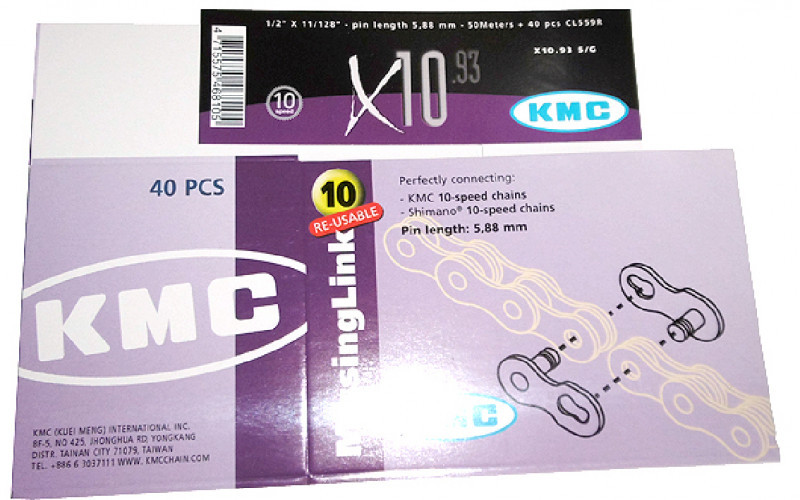 1/2" X 11/128" - pin length 5,88 mm - 50Meters + 40 pcs CL559R
X10.93 S/G
X10.93
10
speed
KMC
4715575468105
40 PCS
10
RE-USABLE
Perfectly connecting:
- KMC 10-speed chains
- Shimano® 10-speed chains
Pin length: 5,88 mm
KMC
KMC
KMC (KUEI MENG) INTERNATIONAL INC.
8F-5, NO 425, JHONGHUA RD, YONGKANG
DISTR. TAINAN CITY 71079, TAIWAN
TEL. +886 6 3037111 WWW. KMCCHAIN.COM